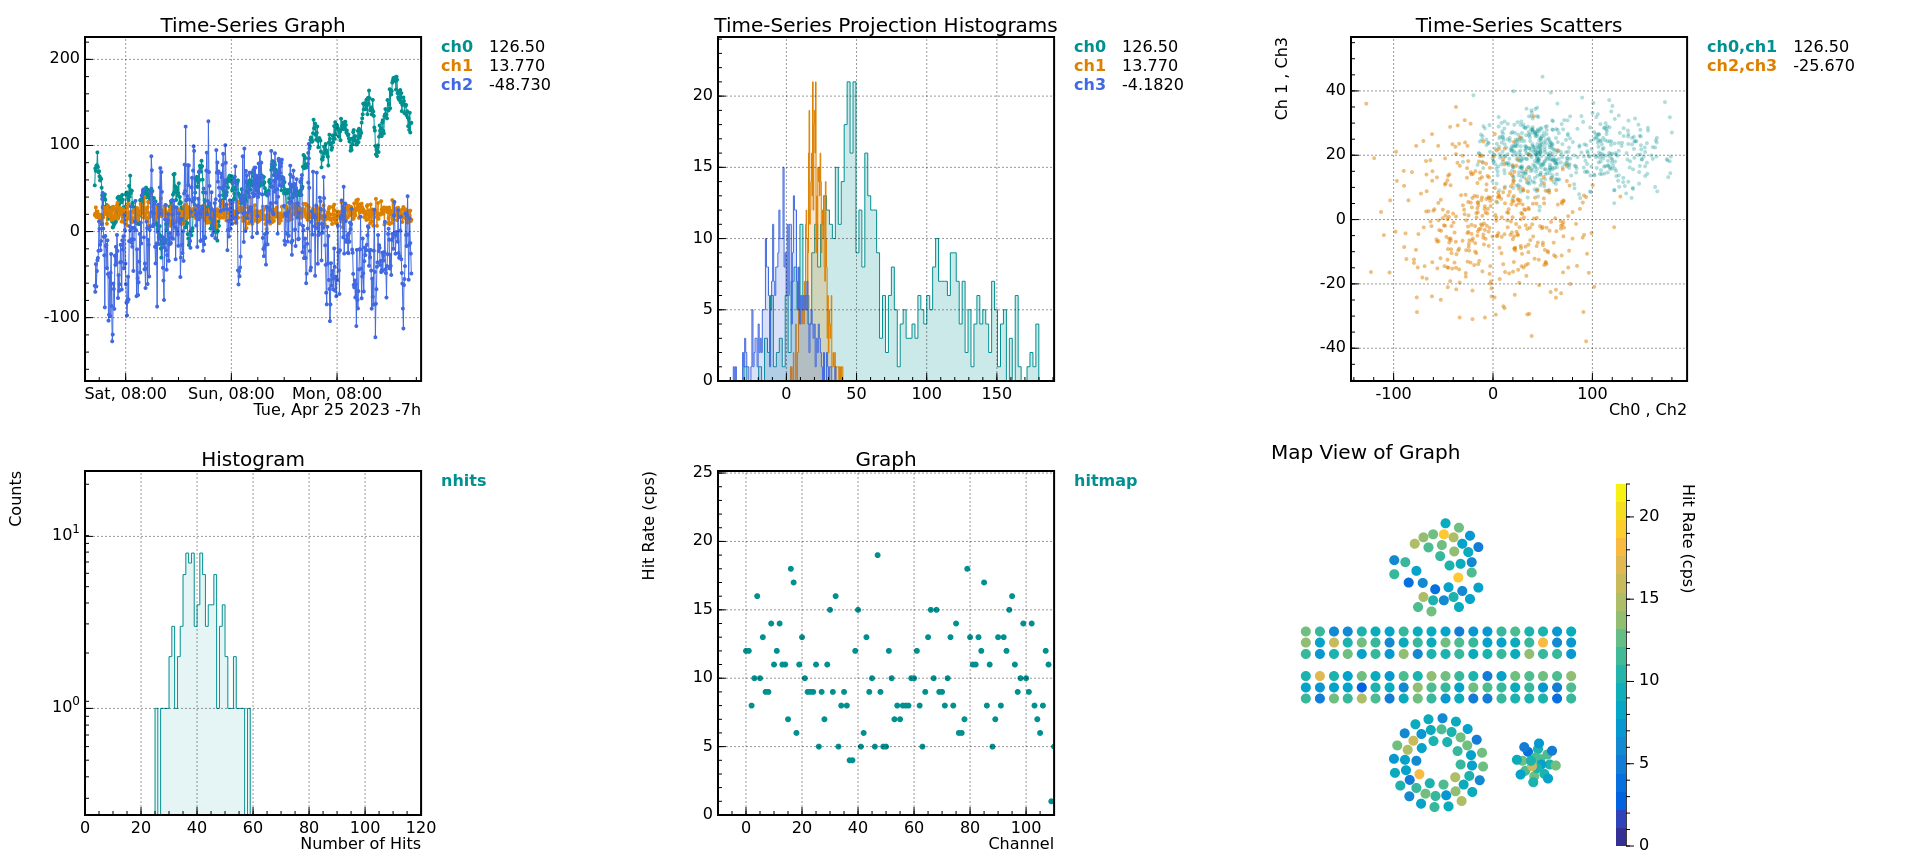 Time-Series Graph
200
100
0
-100
Sat, 08:00 Sun, 08:00 Mon, 08:00
Tue, Apr 25 2023 -7h
ch0 126.50
ch1 13.770
ch2 -48.730
Time-Series Projection Histograms
20
15
10
5
0
0 50 100 150
ch0 126.50
ch1 13.770
ch3 -4.1820
Time-Series Scatters
Ch 1 , Ch3
40
20
0
-20
-40
-100 0 100
Ch0 , Ch2
ch0,ch1 126.50
ch2,ch3 -25.670
Histogram
Counts
10¹
10⁰
0 20 40 60 80 100 120
Number of Hits
nhits
Graph
Hit Rate (cps)
25
20
15
10
5
0
0 20 40 60 80 100
Channel
hitmap
Map View of Graph
20
15
10
5
0
Hit Rate (cps)